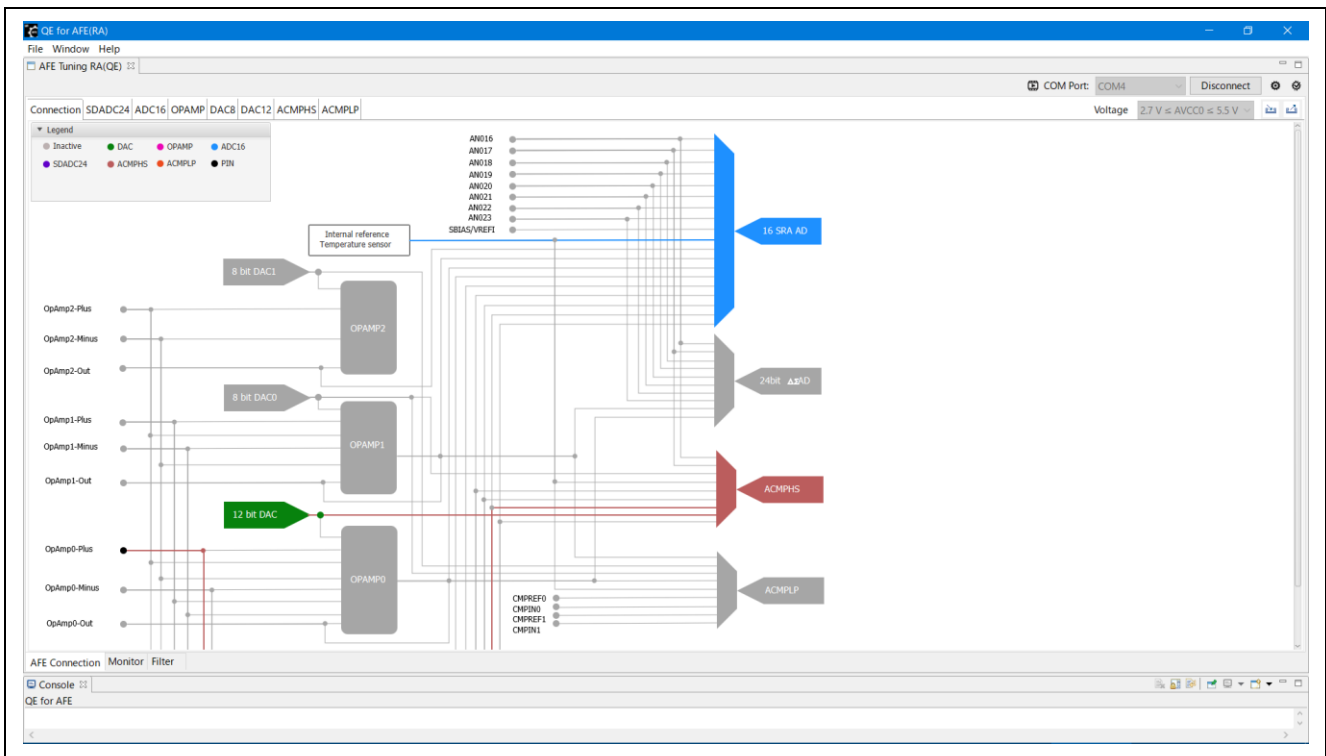 QE for AFE(RA)
File Window Help
AFE Tuning RA(QE)
COM Port: COM4 Disconnect
Connection SDADC24 ADC16 OPAMP DAC8 DAC12 ACMPHS ACMPLP
Voltage 2.7 V ≤ AVCC0 ≤ 5.5 V
Legend
Inactive DAC OPAMP ADC16
SDADC24 ACMPHS ACMPLP PIN
AN016
AN017
AN018
AN019
AN020
AN021
AN022
AN023
SBIAS/VREFI
16 SRA AD
Internal reference
Temperature sensor
8 bit DAC1
OpAmp2-Plus
OPAMP2
OpAmp2-Minus
OpAmp2-Out
24bit ΔΣAD
8 bit DAC0
OpAmp1-Plus
OPAMP1
OpAmp1-Minus
OpAmp1-Out
ACMPHS
12 bit DAC
OpAmp0-Plus
OPAMP0
OpAmp0-Minus
ACMPLP
CMPREF0
CMPIN0
CMPREF1
CMPIN1
OpAmp0-Out
AFE Connection Monitor Filter
Console
QE for AFE